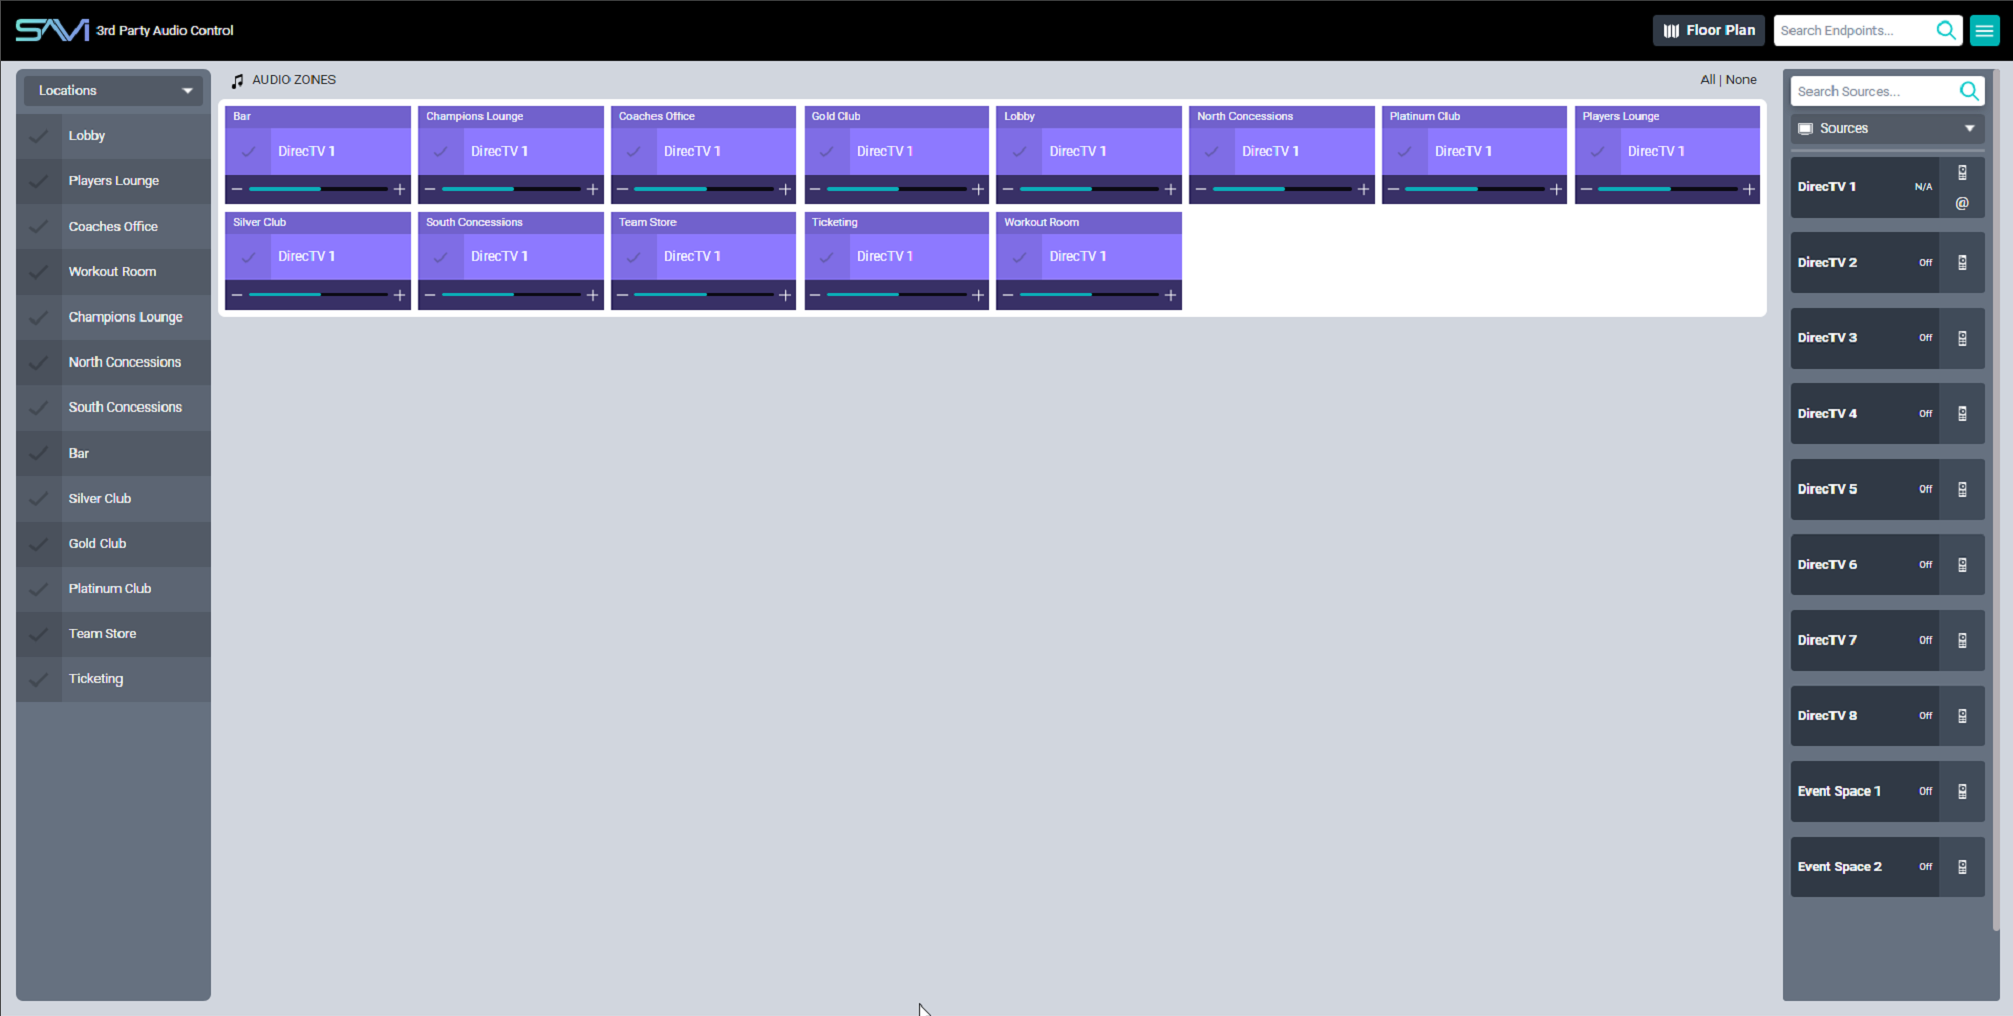 SAVI 3rd Party Audio Control
Floor Plan
Search Endpoints...
Locations
Lobby
Players Lounge
Coaches Office
Workout Room
Champions Lounge
North Concessions
South Concessions
Bar
Silver Club
Gold Club
Platinum Club
Team Store
Ticketing
AUDIO ZONES
All | None
Bar
DirecTV 1
Champions Lounge
DirecTV 1
Coaches Office
DirecTV 1
Gold Club
DirecTV 1
Lobby
DirecTV 1
North Concessions
DirecTV 1
Platinum Club
DirecTV 1
Players Lounge
DirecTV 1
Silver Club
DirecTV 1
South Concessions
DirecTV 1
Team Store
DirecTV 1
Ticketing
DirecTV 1
Workout Room
DirecTV 1
Search Sources...
Sources
DirecTV 1 N/A
@
DirecTV 2 Off
DirecTV 3 Off
DirecTV 4 Off
DirecTV 5 Off
DirecTV 6 Off
DirecTV 7 Off
DirecTV 8 Off
Event Space 1 Off
Event Space 2 Off